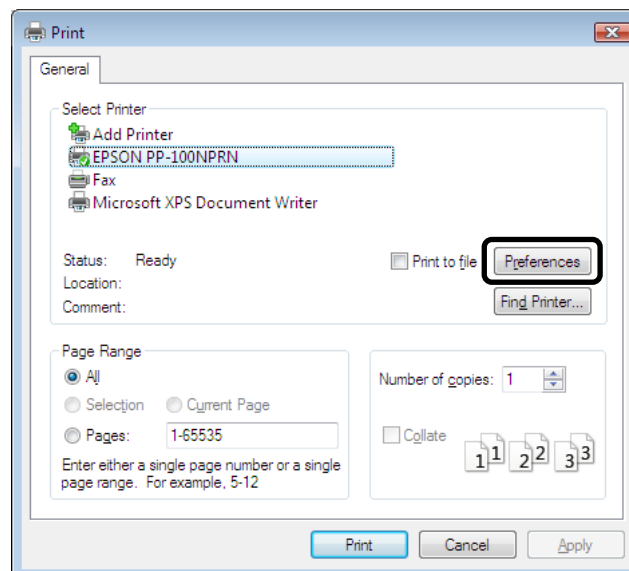 Print
General
Select Printer
Add Printer
EPSON PP-100NPRN
Fax
Microsoft XPS Document Writer
Status: Ready
Print to file
Preferences
Location:
Comment:
Find Printer...
Page Range
All
Selection Current Page
Pages: 1-65535
Enter either a single page number or a single
page range. For example, 5-12
Number of copies: 1
Collate
1 1 2 2 3 3
Print Cancel Apply